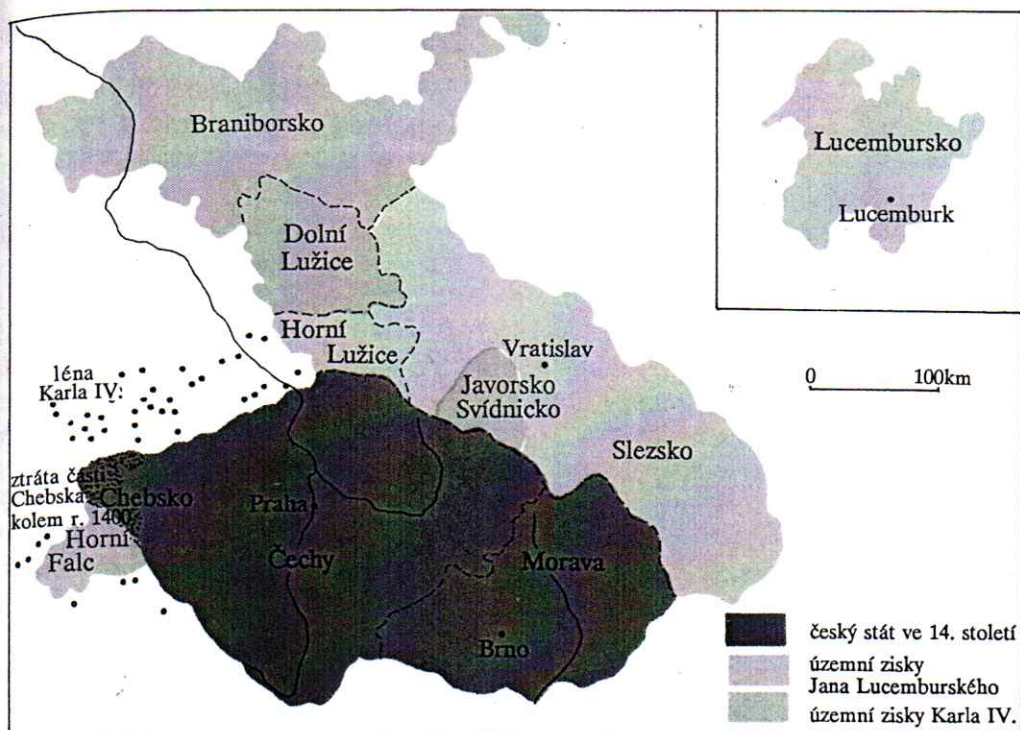 Braniborsko
Lucembursko
Lucemburk
Dolní
Lužice
Horní
Lužice
Vratislav
Javorsko
Svídnicko
0 100km
léna
Karla IV.
Slezsko
ztráta části
Chebska
kolem r. 1400
Chebsko
Horní
Falc
Praha
Čechy
Morava
Brno
český stát ve 14. století
územní zisky
Jana Lucemburského
územní zisky Karla IV.